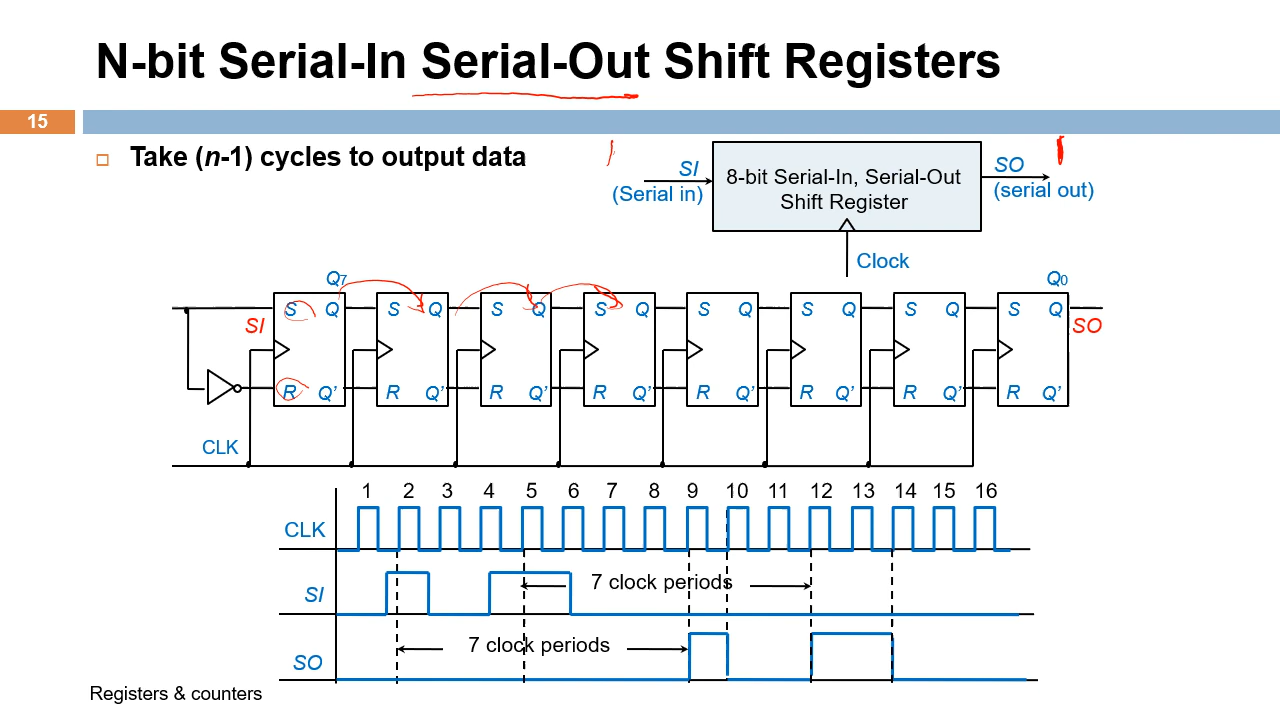 N-bit Serial-In Serial-Out Shift Registers
15
Take (n-1) cycles to output data
SI
(Serial in)
8-bit Serial-In, Serial-Out
Shift Register
SO
(serial out)
Clock
Q7
Q0
S Q S Q S Q S Q S Q S Q S Q S Q
SI
SO
R Q' R Q' R Q' R Q' R Q' R Q' R Q' R Q'
CLK
1 2 3 4 5 6 7 8 9 10 11 12 13 14 15 16
CLK
7 clock periods
SI
7 clock periods
SO
Registers & counters